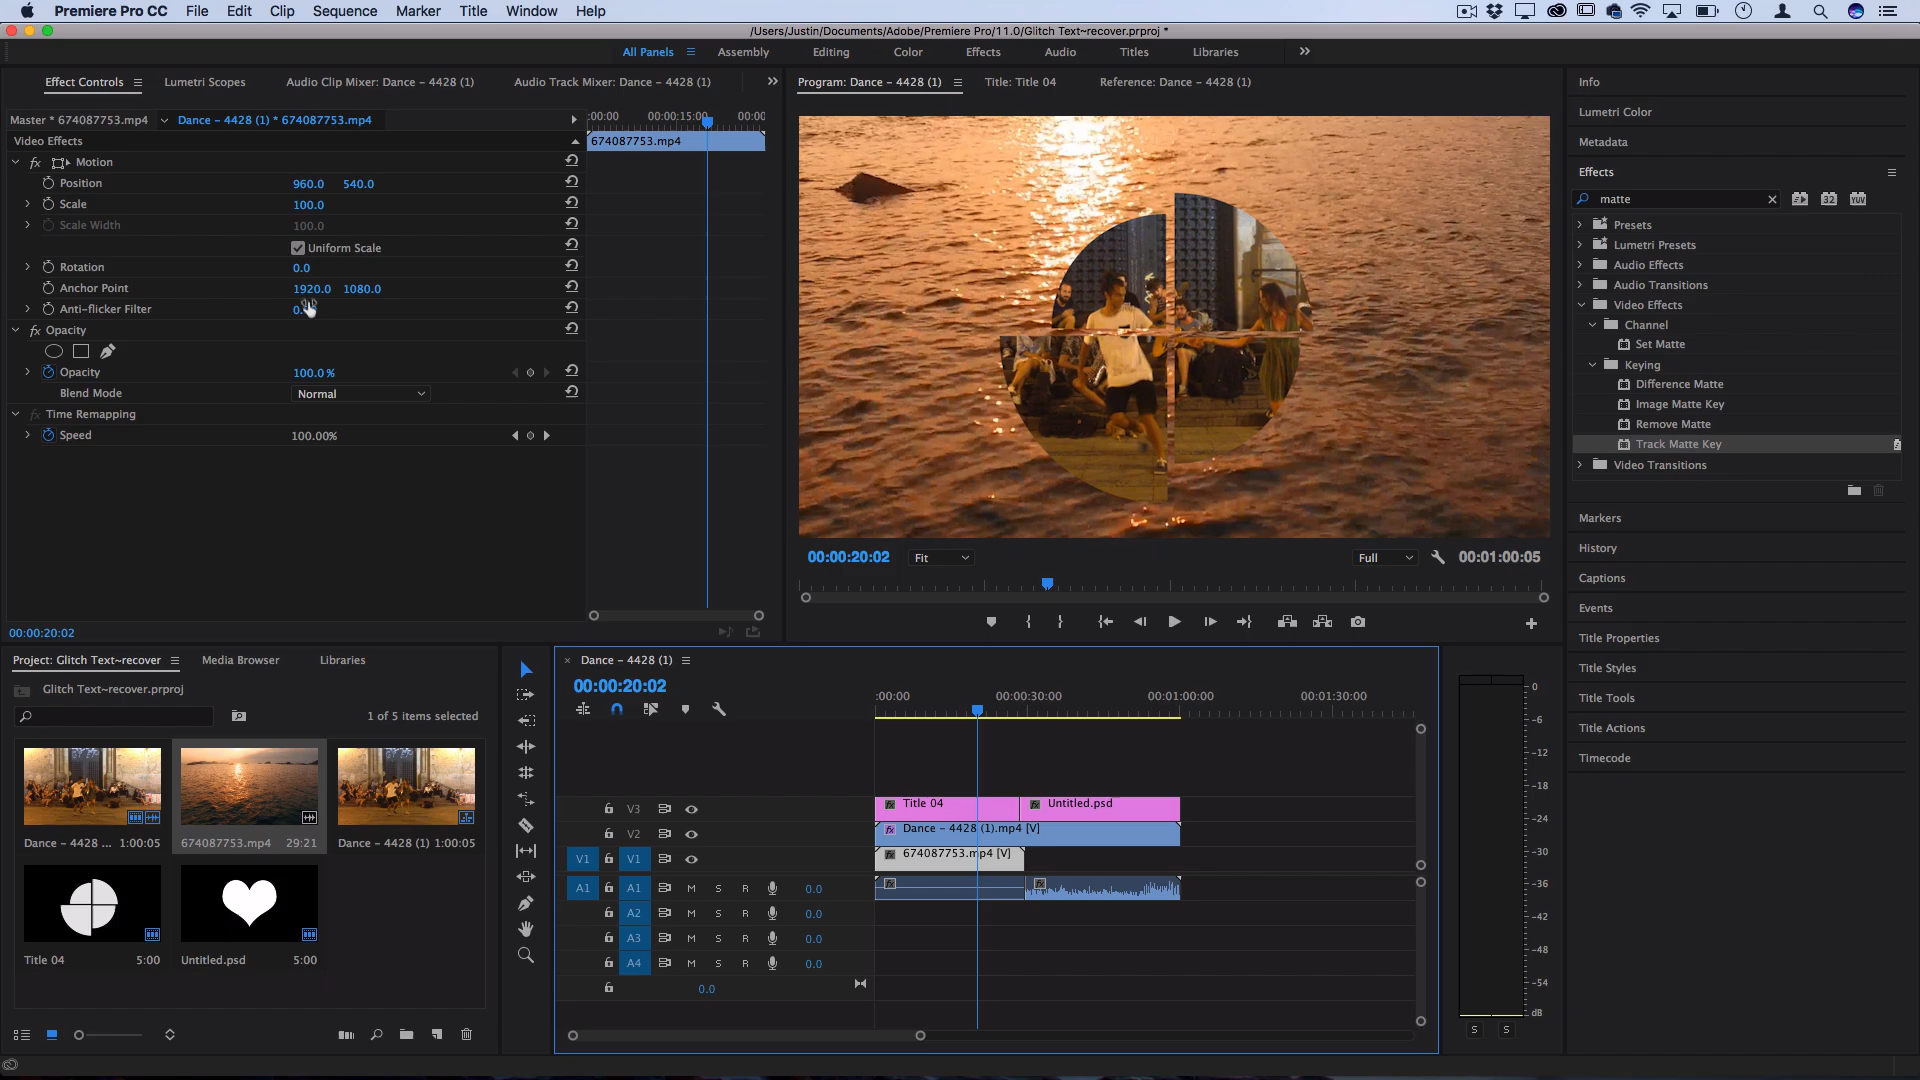 Premiere Pro CC File Edit Clip Sequence Marker Title Window Help
/Users/Justin/Documents/Adobe/Premiere Pro/11.0/Glitch Text~recover.prproj *
All Panels Assembly Editing Color Effects Audio Titles Libraries
Effect Controls Lumetri Scopes Audio Clip Mixer: Dance - 4428 (1) Audio Track Mixer: Dance - 4428 (1)
Master * 674087753.mp4 Dance - 4428 (1) * 674087753.mp4
:00:00 00:00:15:00 00:0
Video Effects
674087753.mp4
fx Motion
Position 960.0 540.0
Scale 100.0
Scale Width 100.0
Uniform Scale
Rotation 0.0
Anchor Point 1920.0 1080.0
Anti-flicker Filter
fx Opacity
Opacity 100.0 %
Blend Mode Normal
fx Time Remapping
Speed 100.00%
00:00:20:02
Program: Dance - 4428 (1) Title: Title 04 Reference: Dance - 4428 (1)
00:00:20:02 Fit Full 00:01:00:05
Info
Lumetri Color
Metadata
Effects
matte
32 YUV
Presets
Lumetri Presets
Audio Effects
Audio Transitions
Video Effects
Channel
Set Matte
Keying
Difference Matte
Image Matte Key
Remove Matte
Track Matte Key
Video Transitions
Markers
History
Captions
Events
Title Properties
Title Styles
Title Tools
Title Actions
Timecode
Project: Glitch Text~recover Media Browser Libraries
Glitch Text~recover.prproj
1 of 5 items selected
Dance - 4428 ... 1:00:05
674087753.mp4 29:21
Dance - 4428 (1) 1:00:05
Title 04 5:00
Untitled.psd 5:00
Dance - 4428 (1)
00:00:20:02
:00:00 00:00:30:00 00:01:00:00 00:01:30:00
V3 fx Title 04 fx Untitled.psd
V2 fx Dance - 4428 (1).mp4 [V]
V1 V1 fx 674087753.mp4 [V]
A1 A1 M S R 0.0 fx fx
A2 M S R 0.0
A3 M S R 0.0
A4 M S R 0.0
0.0
0
-6
-12
-18
-24
-30
-36
-42
-48
-54
dB
S S